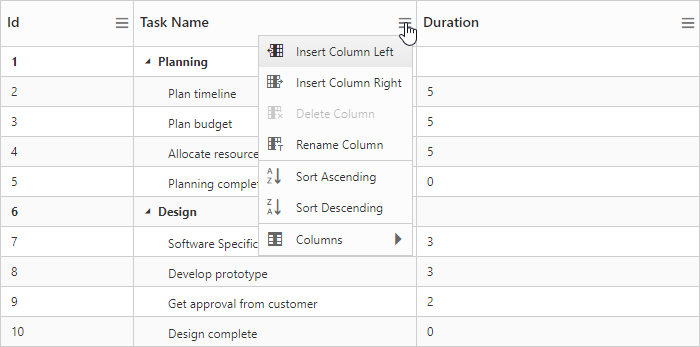 Id Task Name Duration
1 Planning
Insert Column Left
2 Plan timeline 5
Insert Column Right
3 Plan budget 5
Delete Column
4 Allocate resource 5
Rename Column
5 Planning 0
Sort Ascending
6 Design
Sort Descending
7 Software 3
Columns
8 Develop prototype 3
9 Get approval from customer 2
10 Design complete 0